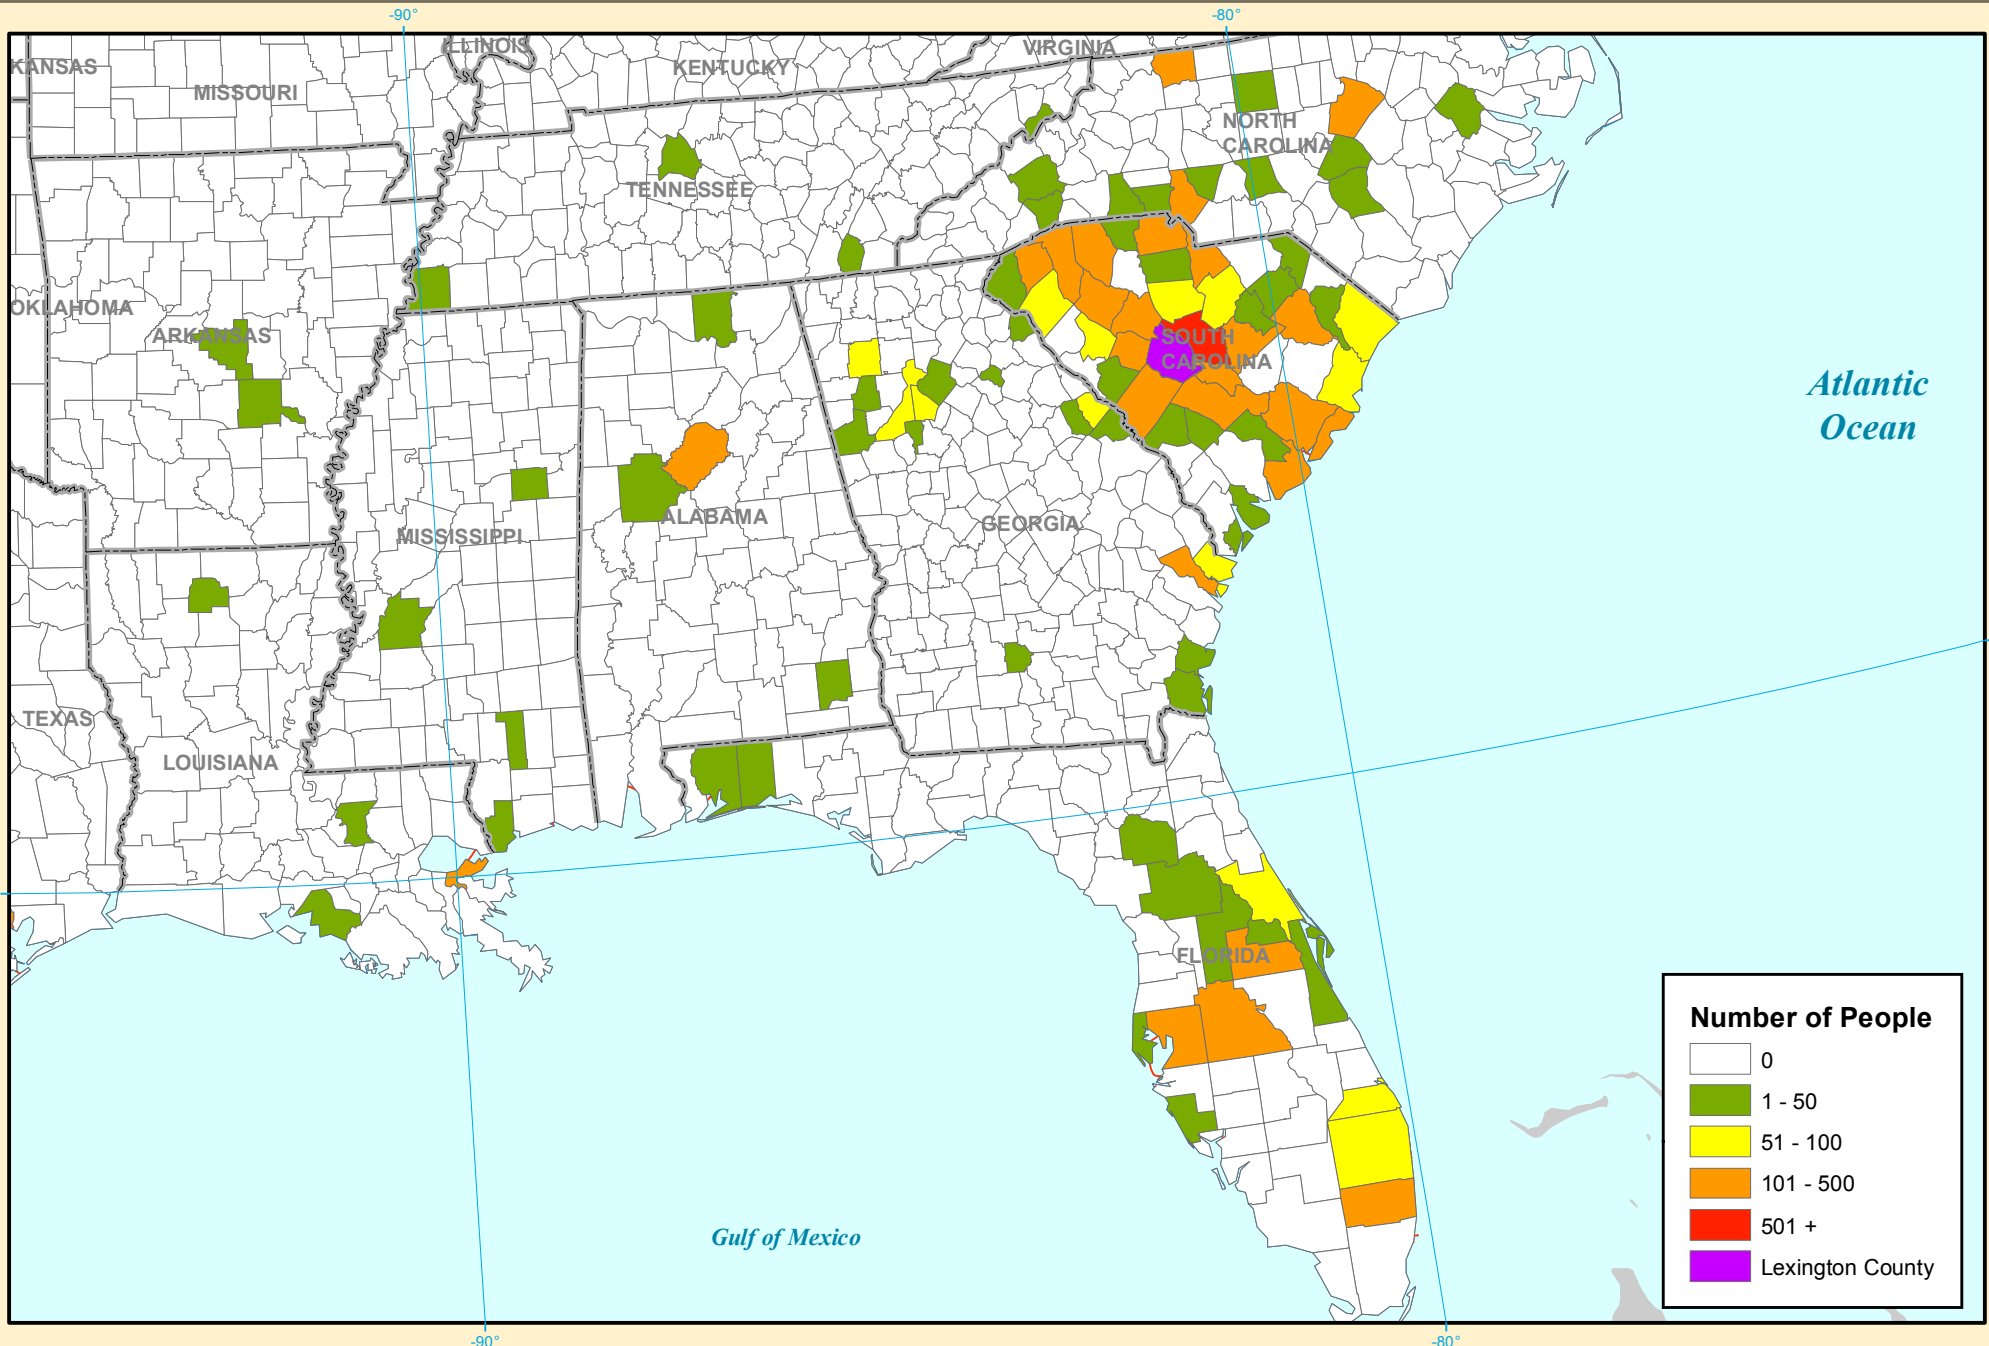 -90°
-80°
ILLINOIS
VIRGINIA
KANSAS
KENTUCKY
MISSOURI
NORTH
CAROLINA
TENNESSEE
OKLAHOMA
ARKANSAS
SOUTH
CAROLINA
Atlantic
Ocean
ALABAMA
GEORGIA
MISSISSIPPI
TEXAS
LOUISIANA
FLORIDA
Gulf of Mexico
Number of People
0
1 - 50
51 - 100
101 - 500
501 +
Lexington County
-90°
-80°